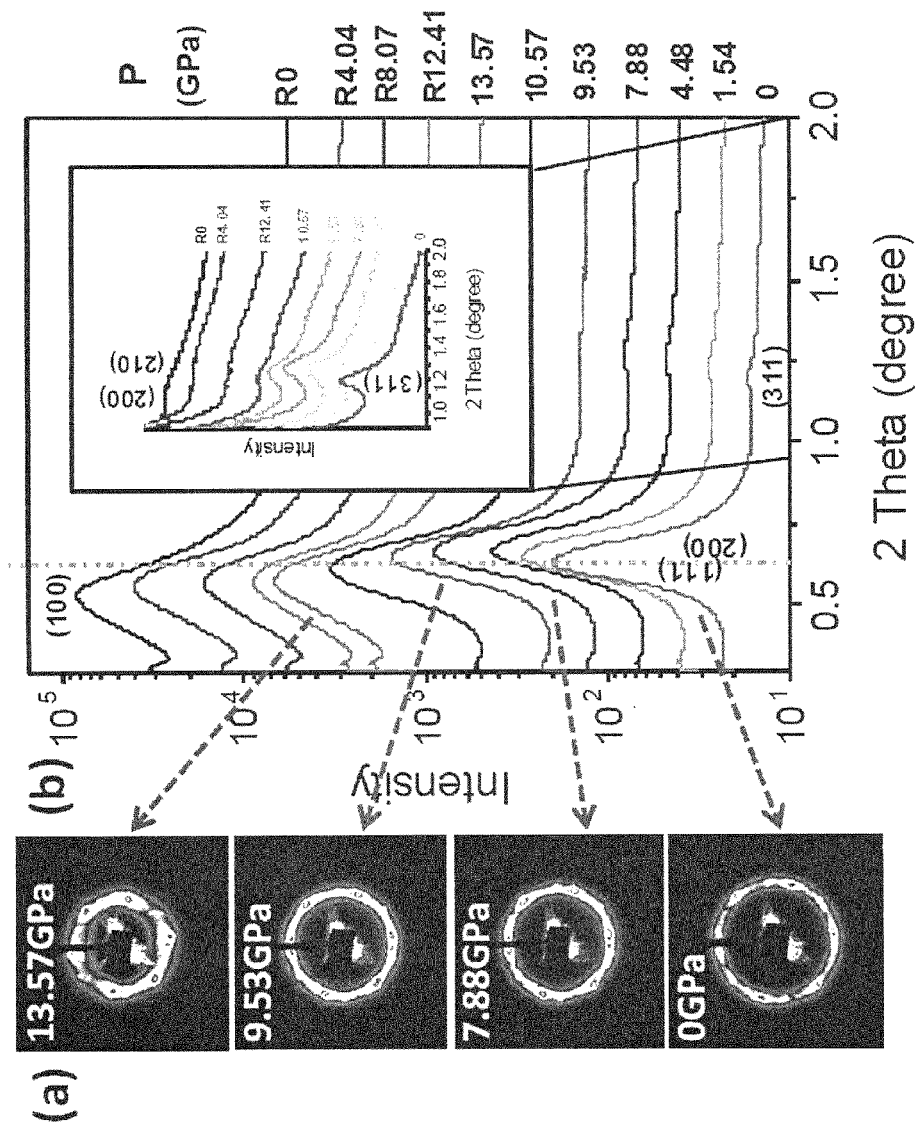 (a)
13.57GPa
9.53GPa
7.88GPa
0GPa
(b)
Intensity
10^5
10^4
10^3
10^2
10^1
0.5
1.0
1.5
2.0
2 Theta (degree)
(100)
(111)
(200)
(311)
P
(GPa)
R0
R4.04
R8.07
R12.41
13.57
10.57
9.53
7.88
4.48
1.54
0
Intensity
(200)
(210)
(311)
R0
R4.04
R12.41
10.57
0
1.0 1.2 1.4 1.6 1.8 2.0
2 Theta (degree)